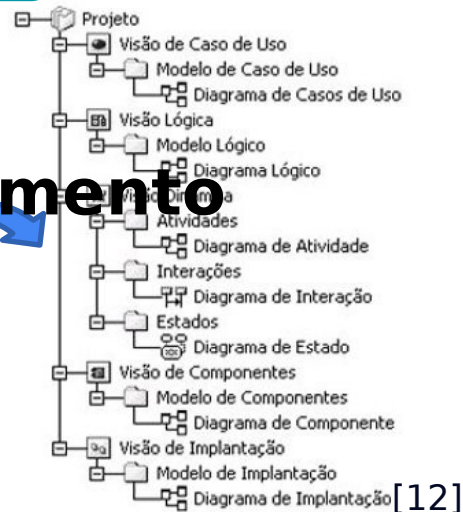 Projeto
Visão de Caso de Uso
Modelo de Caso de Uso
Diagrama de Casos de Uso
Visão Lógica
Modelo Lógico
Diagrama Lógico
mento
Visão Dinâmica
Atividades
Diagrama de Atividade
Interações
Diagrama de Interação
Estados
Diagrama de Estado
Visão de Componentes
Modelo de Componentes
Diagrama de Componente
Visão de Implantação
Modelo de Implantação
Diagrama de Implantação [12]